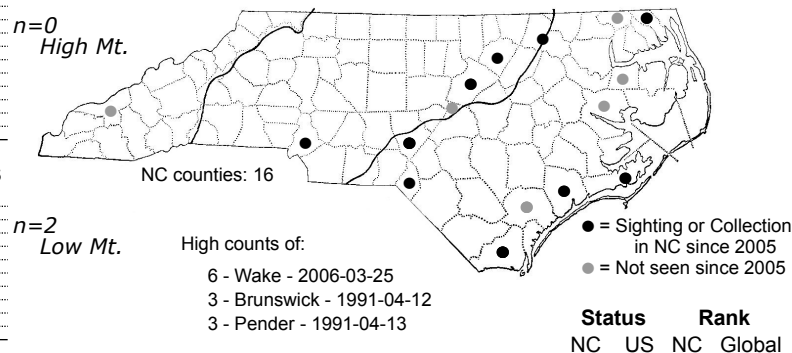 n=0
High Mt.
NC counties: 16
n=2
Low Mt.
High counts of:
6 - Wake - 2006-03-25
3 - Brunswick - 1991-04-12
3 - Pender - 1991-04-13
= Sighting or Collection
in NC since 2005
= Not seen since 2005
Status Rank
NC US NC Global